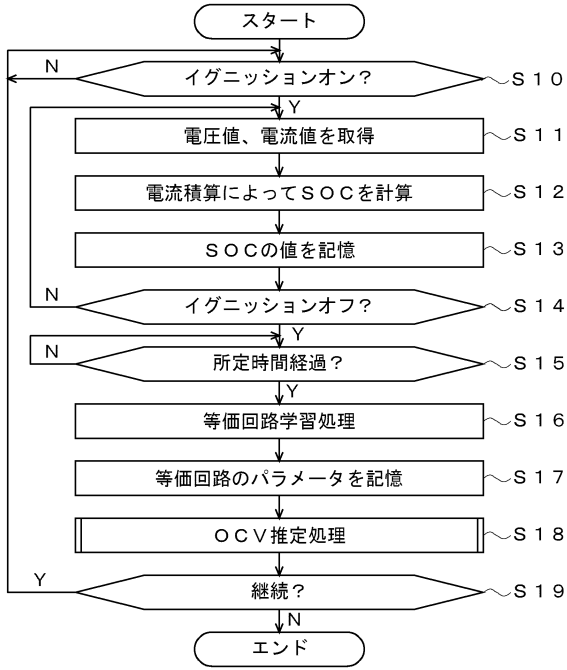 スタート
N
イグニッションオン？
S10
Y
電圧値、電流値を取得
S11
電流積算によってSOCを計算
S12
SOCの値を記憶
S13
N
イグニッションオフ？
S14
Y
N
所定時間経過？
S15
Y
等価回路学習処理
S16
等価回路のパラメータを記憶
S17
OCV推定処理
S18
Y
継続？
S19
N
エンド